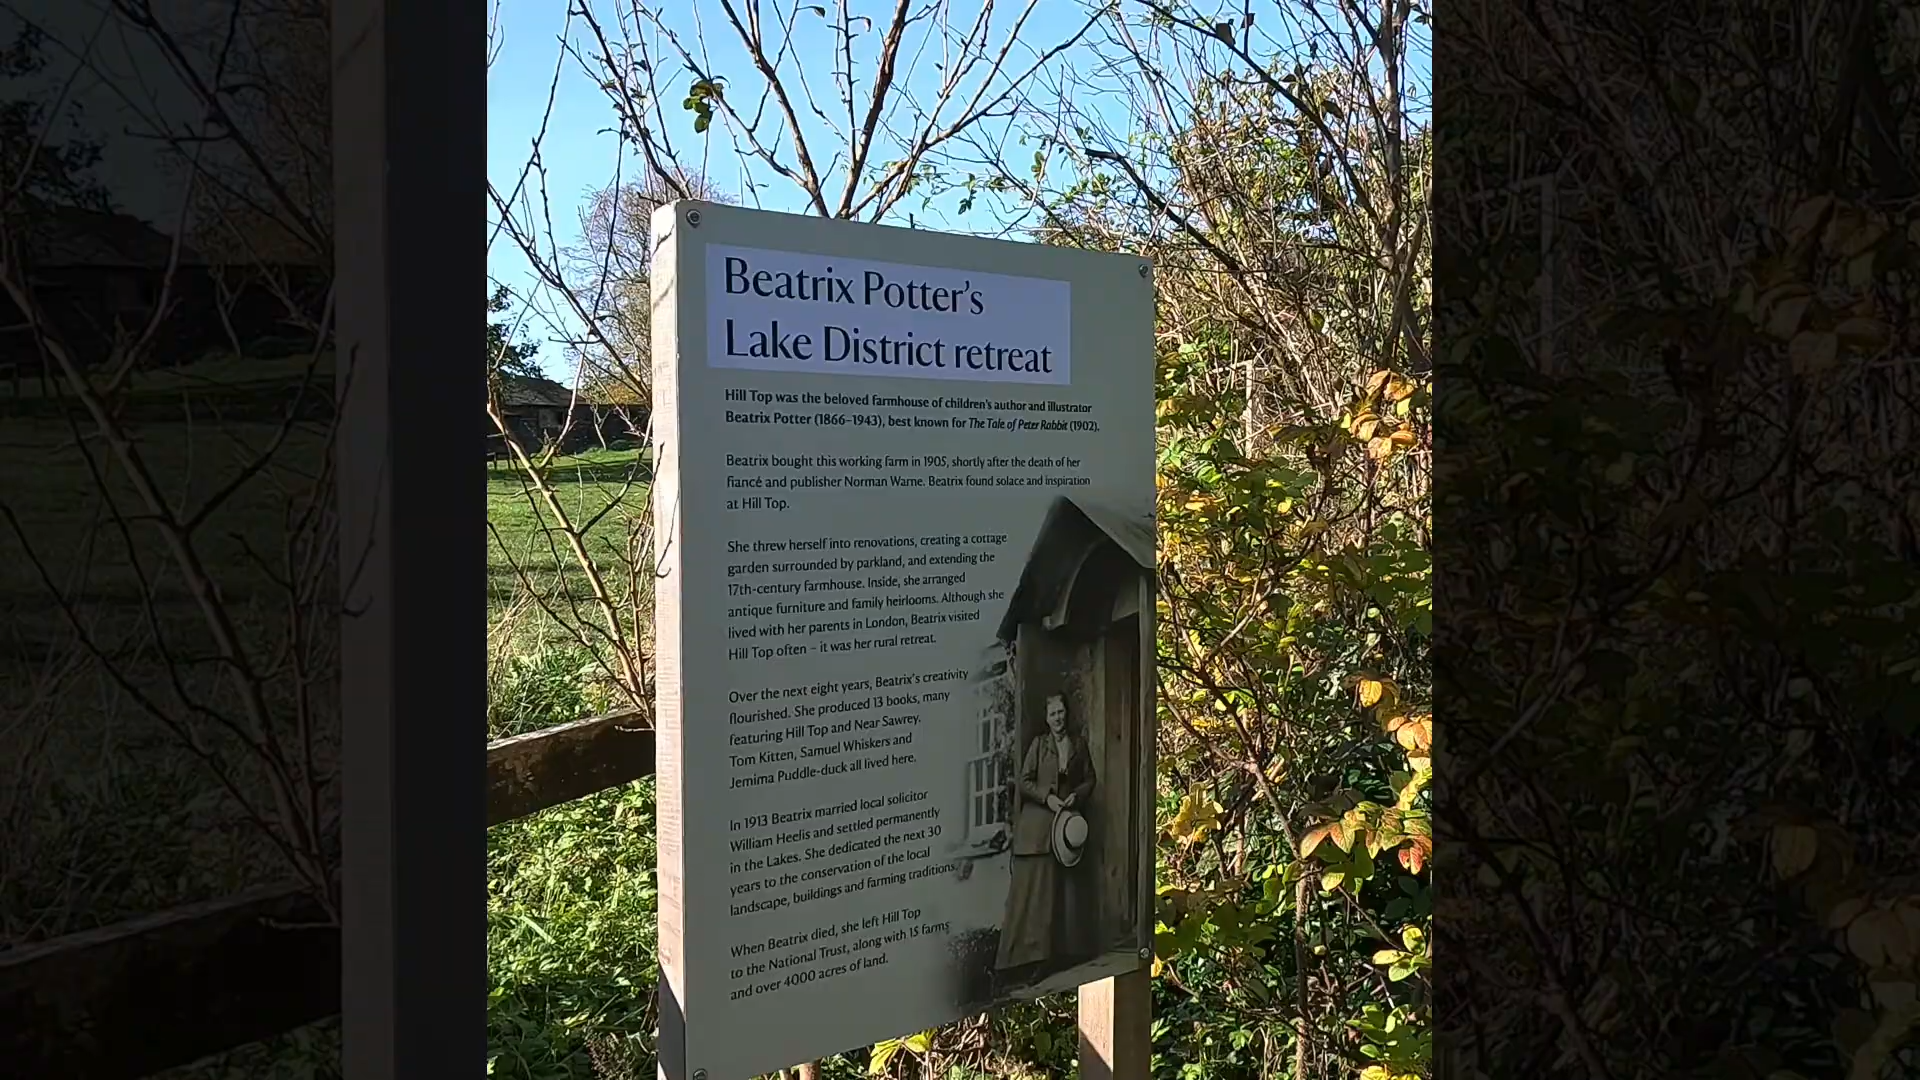 Beatrix Potter's
Lake District retreat
Hill Top was the beloved farmhouse of children's author and illustrator
Beatrix Potter (1866–1943), best known for The Tale of Peter Rabbit (1902).
Beatrix bought this working farm in 1905, shortly after the death of her
fiancé and publisher Norman Warne. Beatrix found solace and inspiration
at Hill Top.
She threw herself into renovations, creating a cottage
garden surrounded by parkland, and extending the
17th-century farmhouse. Inside, she arranged
antique furniture and family heirlooms. Although she
lived with her parents in London, Beatrix visited
Hill Top often – it was her rural retreat.
Over the next eight years, Beatrix's creativity
flourished. She produced 13 books, many
featuring Hill Top and Near Sawrey.
Tom Kitten, Samuel Whiskers and
Jemima Puddle-duck all lived here.
In 1913 Beatrix married local solicitor
William Heelis and settled permanently
in the Lakes. She dedicated the next 30
years to the conservation of the local
landscape, buildings and farming traditions.
When Beatrix died, she left Hill Top
to the National Trust, along with 15 farms
and over 4000 acres of land.